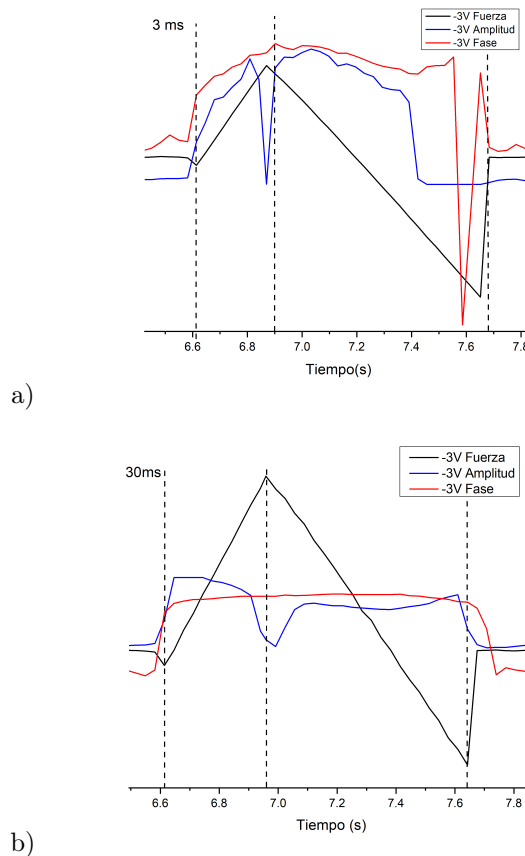 3 ms
-3V Fuerza
-3V Amplitud
-3V Fase
6.6 6.8 7.0 7.2 7.4 7.6 7.8
Tiempo(s)
a)
30ms
-3V Fuerza
-3V Amplitud
-3V Fase
6.6 6.8 7.0 7.2 7.4 7.6 7.8
Tiempo (s)
b)